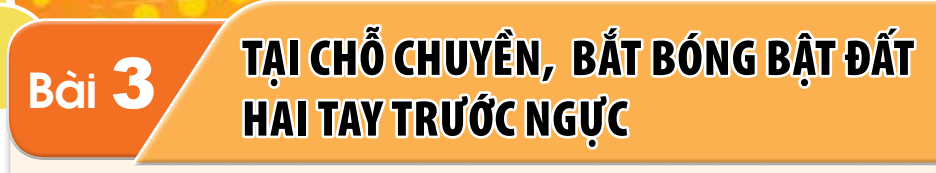 Bài 3
TẠI CHỖ CHUYỀN, BẮT BÓNG BẬT ĐẤT
HAI TAY TRƯỚC NGỰC